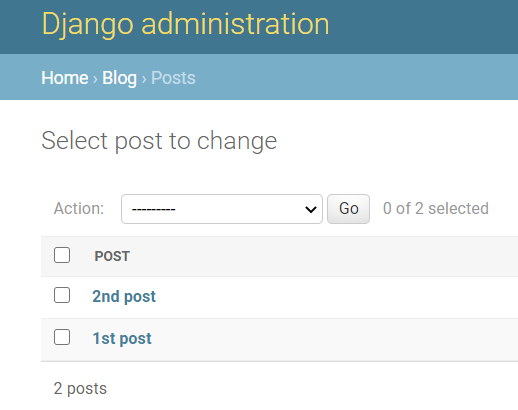 Django administration
Home › Blog › Posts
Select post to change
Action: --------- Go 0 of 2 selected
POST
2nd post
1st post
2 posts